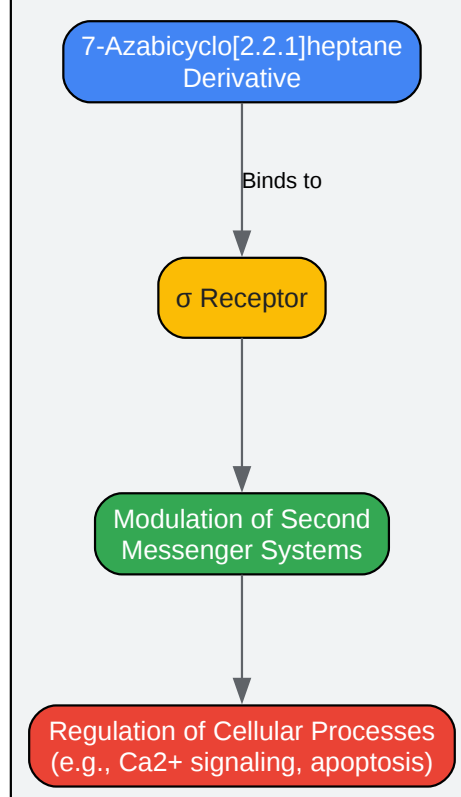 7-Azabicyclo[2.2.1]heptane
Derivative
Binds to
σ Receptor
Modulation of Second
Messenger Systems
Regulation of Cellular Processes
(e.g., Ca2+ signaling, apoptosis)